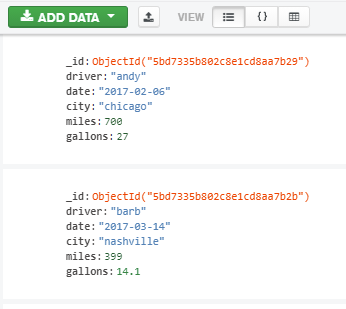 ADD DATA VIEW { }
_id: ObjectId("5bd7335b802c8e1cd8aa7b29")
driver: "andy"
date: "2017-02-06"
city: "chicago"
miles: 700
gallons: 27
_id: ObjectId("5bd7335b802c8e1cd8aa7b2b")
driver: "barb"
date: "2017-03-14"
city: "nashville"
miles: 399
gallons: 14.1